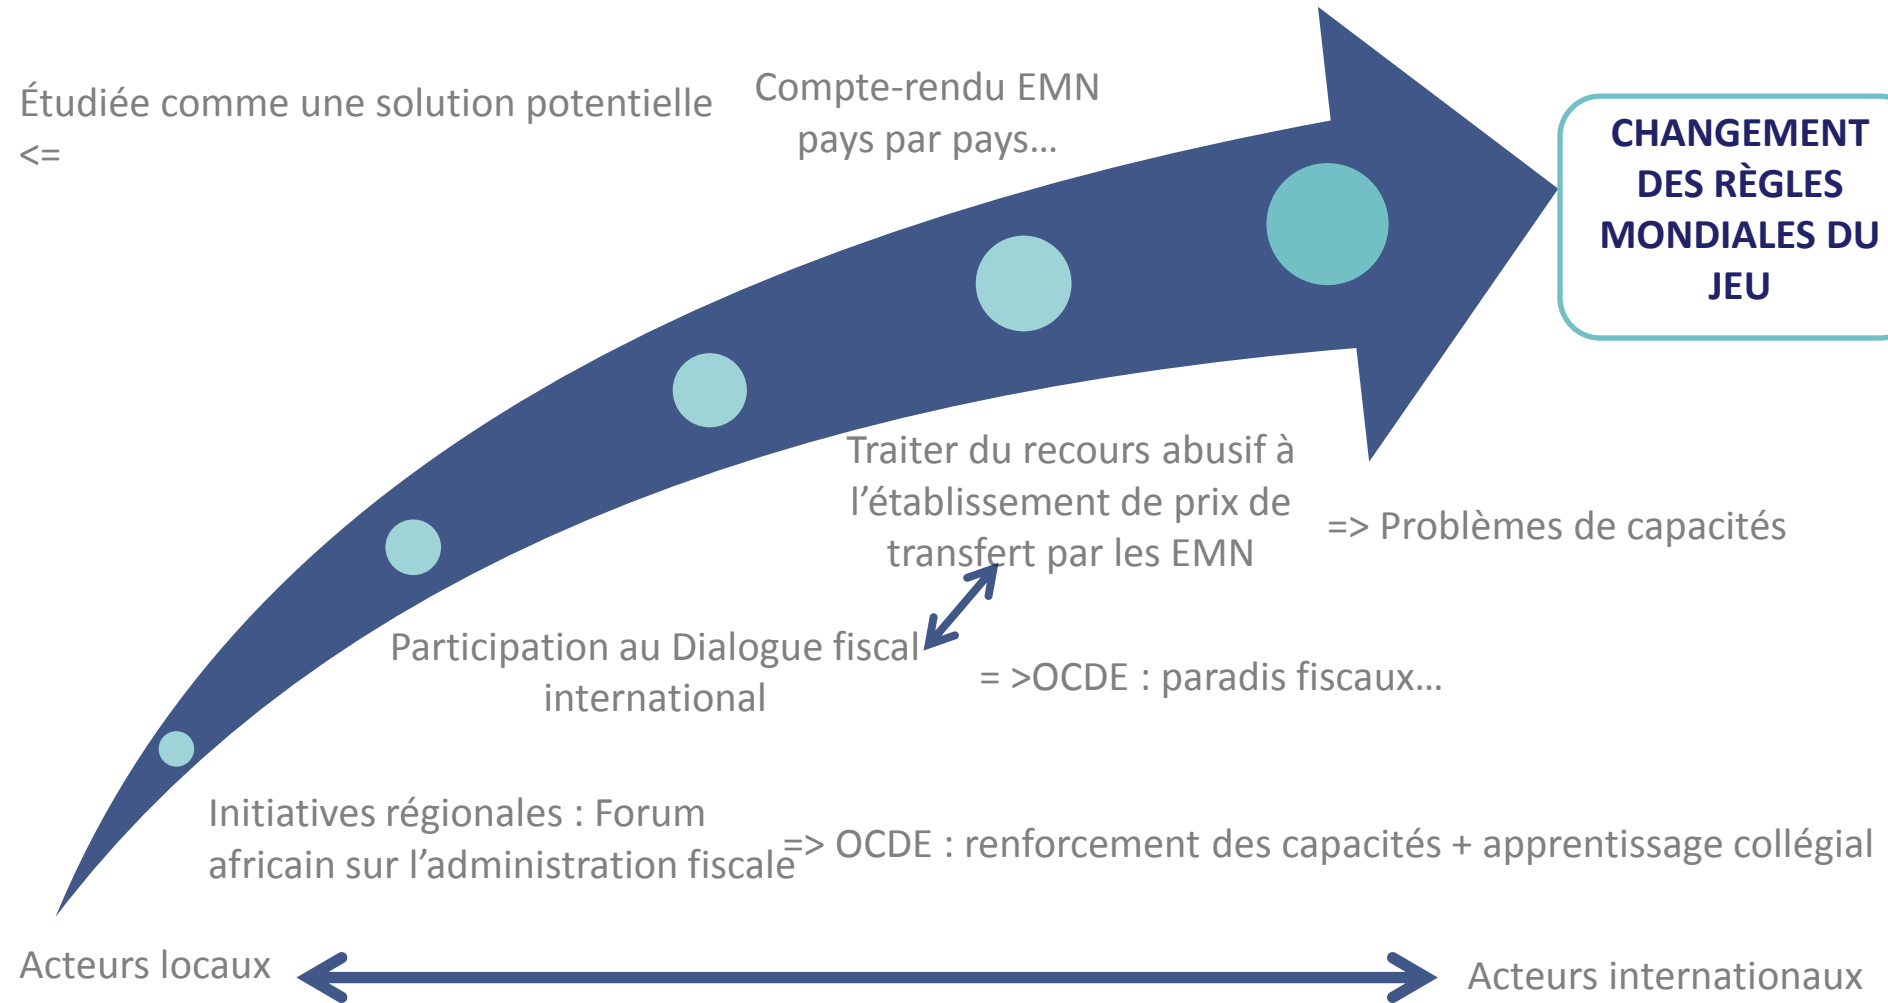 Étudiée comme une solution potentielle
<=
Compte-rendu EMN
pays par pays…
CHANGEMENT
DES RÈGLES
MONDIALES DU
JEU
Traiter du recours abusif à
l’établissement de prix de
transfert par les EMN
=> Problèmes de capacités
Participation au Dialogue fiscal
international
= >OCDE : paradis fiscaux…
Initiatives régionales : Forum
africain sur l’administration fiscale
=> OCDE : renforcement des capacités + apprentissage collégial
Acteurs locaux
Acteurs internationaux